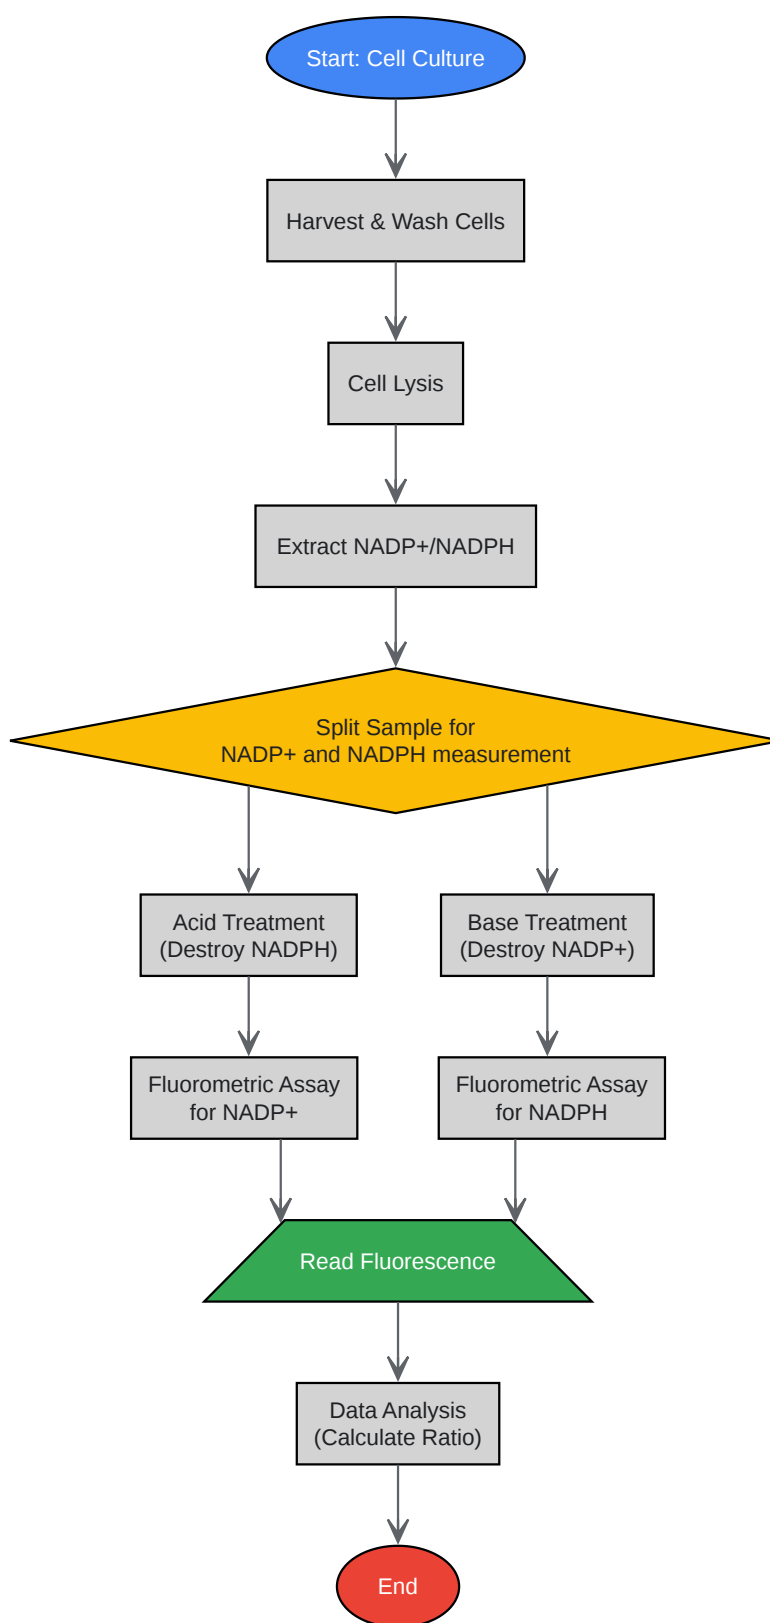 Start: Cell Culture
Harvest & Wash Cells
Cell Lysis
Extract NADP+/NADPH
Split Sample for
NADP+ and NADPH measurement
Acid Treatment
(Destroy NADPH)
Base Treatment
(Destroy NADP+)
Fluorometric Assay
for NADP+
Fluorometric Assay
for NADPH
Read Fluorescence
Data Analysis
(Calculate Ratio)
End